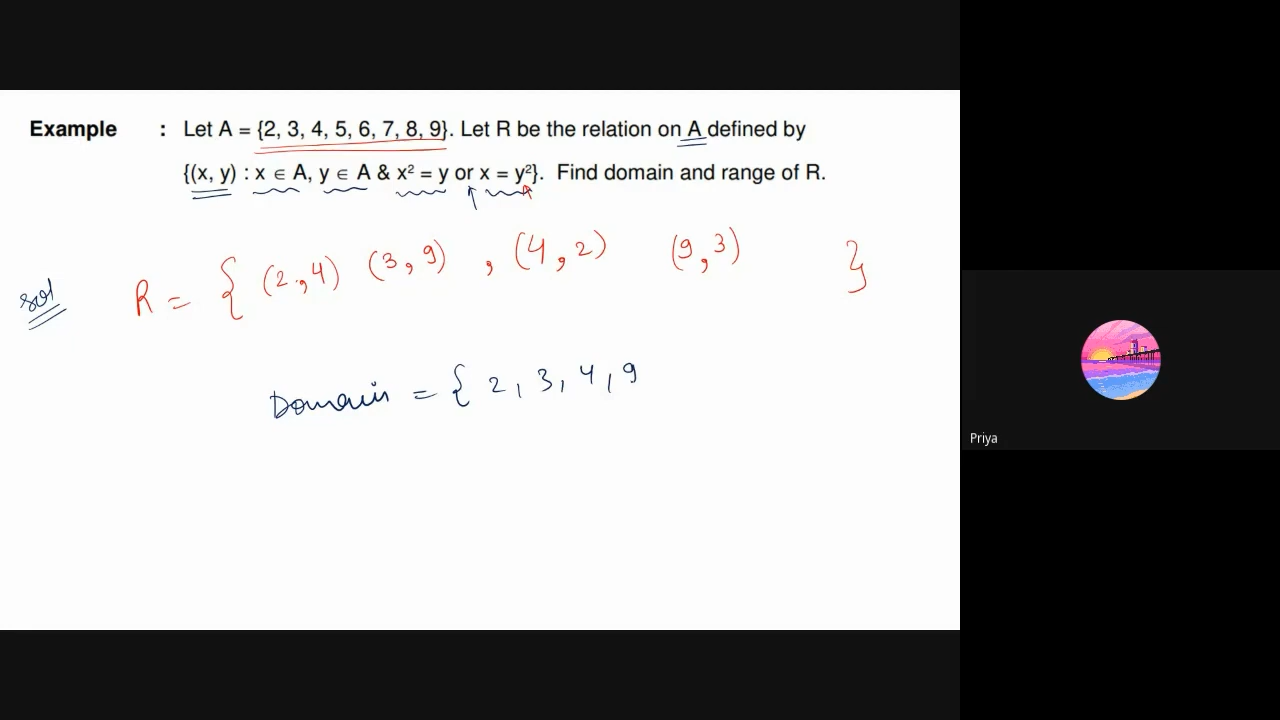 Example : Let A = {2, 3, 4, 5, 6, 7, 8, 9}. Let R be the relation on A defined by
{(x, y) : x ∈ A, y ∈ A & x² = y or x = y²}. Find domain and range of R.
sol R = { (2,4) (3,9) , (4,2) (9,3) }
Domain = { 2, 3, 4, 9
Priya